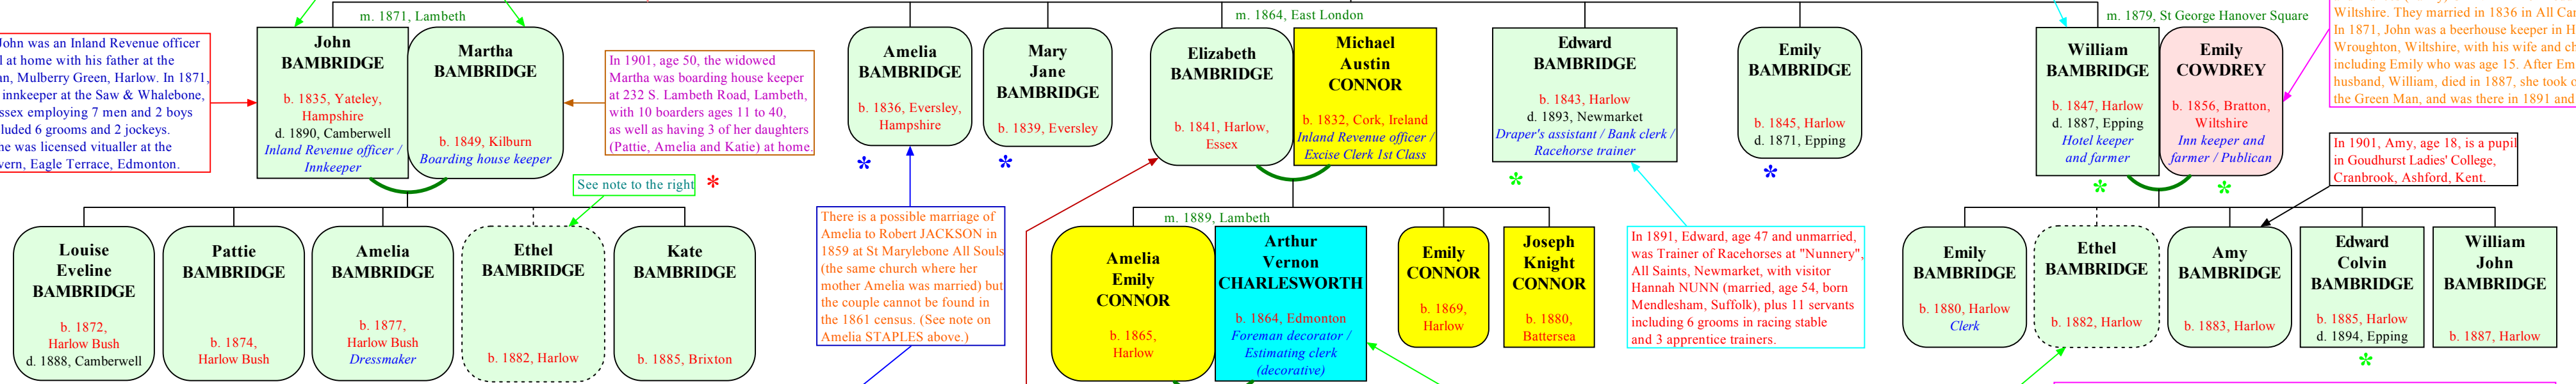 m. 1871, Lambeth
John was an Inland Revenue officer
at home with his father at the
Mulberry Green, Harlow. In 1871,
innkeeper at the Saw & Whalebone,
employing 7 men and 2 boys
6 grooms and 2 jockeys.
was licensed vitualler at the
Eagle Terrace, Edmonton.
John
BAMBRIDGE
b. 1835, Yateley,
Hampshire
d. 1890, Camberwell
Inland Revenue officer /
Innkeeper
Martha
BAMBRIDGE
b. 1849, Kilburn
Boarding house keeper
In 1901, age 50, the widowed
Martha was boarding house keeper
at 232 S. Lambeth Road, Lambeth,
with 10 boarders ages 11 to 40,
as well as having 3 of her daughters
(Pattie, Amelia and Katie) at home.
See note to the right
*
Amelia
BAMBRIDGE
b. 1836, Eversley,
Hampshire
*
Mary
Jane
BAMBRIDGE
b. 1839, Eversley
*
m. 1864, East London
Elizabeth
BAMBRIDGE
b. 1841, Harlow,
Essex
Michael
Austin
CONNOR
b. 1832, Cork, Ireland
Inland Revenue officer /
Excise Clerk 1st Class
Edward
BAMBRIDGE
b. 1843, Harlow
d. 1893, Newmarket
Draper's assistant / Bank clerk /
Racehorse trainer
*
Emily
BAMBRIDGE
b. 1845, Harlow
d. 1871, Epping
*
m. 1879, St George Hanover Square
William
BAMBRIDGE
b. 1847, Harlow
d. 1887, Epping
Hotel keeper
and farmer
*
Emily
COWDREY
b. 1856, Bratton,
Wiltshire
Inn keeper and
farmer / Publican
*
Wiltshire. They married in 1836 in All
In 1871, John was a beerhouse keeper in
Wroughton, Wiltshire, with his wife and
including Emily who was age 15. After
husband, William, died in 1887, she took
the Green Man, and was there in 1891 and
In 1901, Amy, age 18, is a pupil
in Goudhurst Ladies' College,
Cranbrook, Ashford, Kent.
Louise
Eveline
BAMBRIDGE
b. 1872,
Harlow Bush
d. 1888, Camberwell
Pattie
BAMBRIDGE
b. 1874,
Harlow Bush
Amelia
BAMBRIDGE
b. 1877,
Harlow Bush
Dressmaker
Ethel
BAMBRIDGE
b. 1882, Harlow
Kate
BAMBRIDGE
b. 1885, Brixton
There is a possible marriage of
Amelia to Robert JACKSON in
1859 at St Marylebone All Souls
(the same church where her
mother Amelia was married) but
the couple cannot be found in
the 1861 census. (See note on
Amelia STAPLES above.)
m. 1889, Lambeth
Amelia
Emily
CONNOR
b. 1865,
Harlow
Arthur
Vernon
CHARLESWORTH
b. 1864, Edmonton
Foreman decorator /
Estimating clerk
(decorative)
Emily
CONNOR
b. 1869,
Harlow
Joseph
Knight
CONNOR
b. 1880,
Battersea
In 1891, Edward, age 47 and unmarried,
was Trainer of Racehorses at "Nunnery",
All Saints, Newmarket, with visitor
Hannah NUNN (married, age 54, born
Mendlesham, Suffolk), plus 11 servants
including 6 grooms in racing stable
and 3 apprentice trainers.
Emily
BAMBRIDGE
b. 1880, Harlow
Clerk
Ethel
BAMBRIDGE
b. 1882, Harlow
Amy
BAMBRIDGE
b. 1883, Harlow
Edward
Colvin
BAMBRIDGE
b. 1885, Harlow
d. 1894, Epping
*
William
John
BAMBRIDGE
b. 1887, Harlow